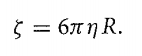 ζ = 6πηR.